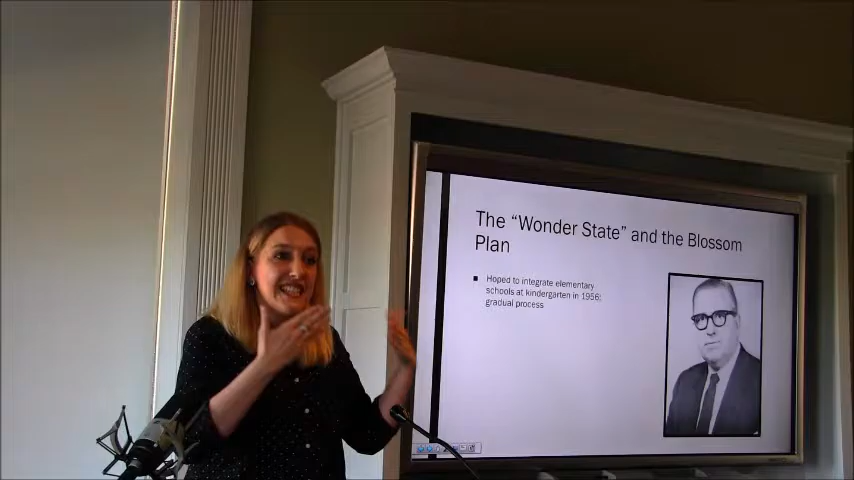 The “Wonder State” and the Blossom
Plan
Hoped to integrate elementary
schools at kindergarten in 1956;
gradual process